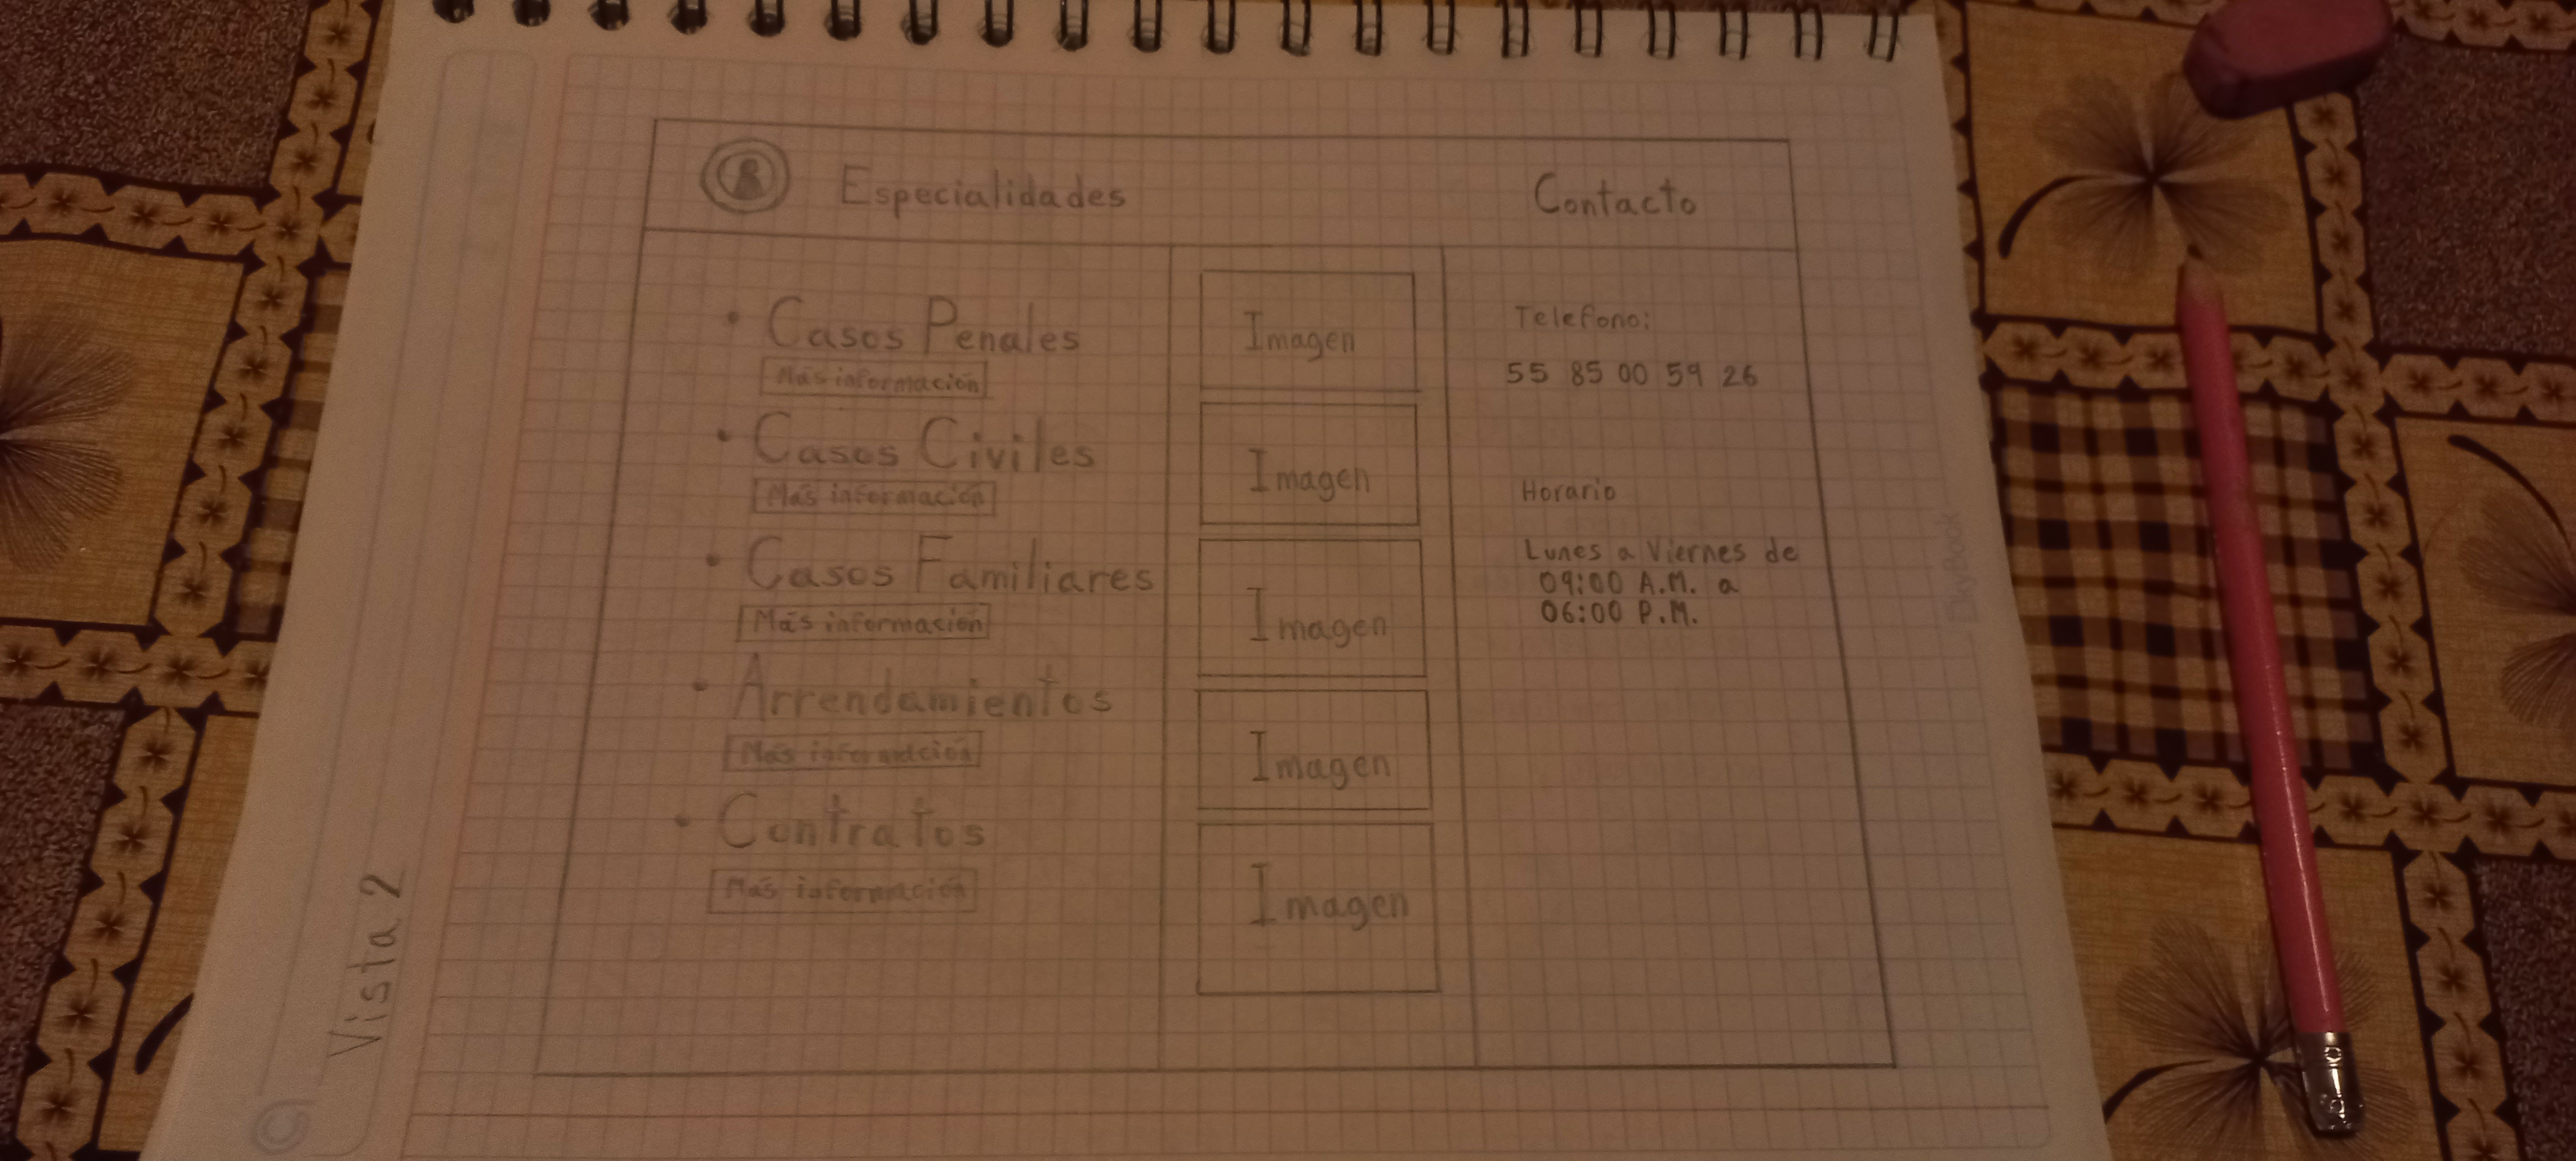 Especialidades
Contacto
• Casos Penales
Más información
• Casos Civiles
Más información
• Casos Familiares
Más información
• Arrendamientos
Más información
• Contratos
Más información
Imagen
Imagen
Imagen
Imagen
Imagen
Telefono:
55 85 00 59 26
Horario
Lunes a Viernes de
09:00 A.M. a
06:00 P.M.
Vista 2